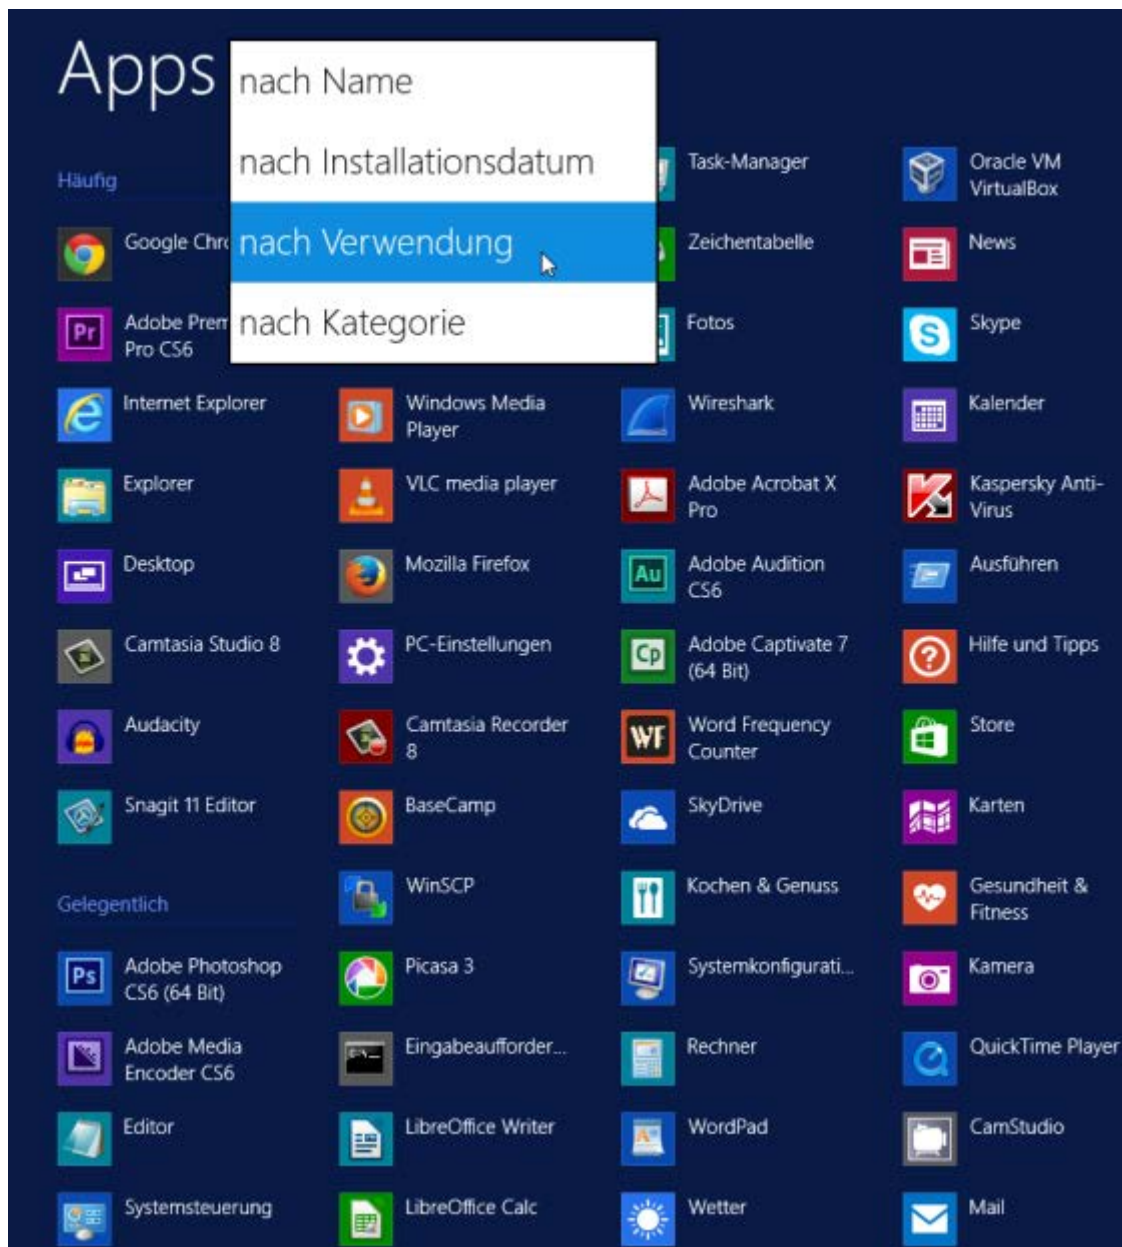 Apps
nach Name
nach Installationsdatum
nach Verwendung
nach Kategorie
Häufig
Google Chr
Adobe Prem
Pro CS6
Internet Explorer
Explorer
Desktop
Camtasia Studio 8
Audacity
Snagit 11 Editor
Gelegentlich
Adobe Photoshop
CS6 (64 Bit)
Adobe Media
Encoder CS6
Editor
Systemsteuerung
Windows Media
Player
VLC media player
Mozilla Firefox
PC-Einstellungen
Camtasia Recorder
8
BaseCamp
WinSCP
Picasa 3
Eingabeaufforder...
LibreOffice Writer
LibreOffice Calc
Task-Manager
Zeichentabelle
Fotos
Wireshark
Adobe Acrobat X
Pro
Adobe Audition
CS6
Adobe Captivate 7
(64 Bit)
Word Frequency
Counter
SkyDrive
Kochen & Genuss
Systemkonfigurati...
Rechner
WordPad
Wetter
Oracle VM
VirtualBox
News
Skype
Kalender
Kaspersky Anti-
Virus
Ausführen
Hilfe und Tipps
Store
Karten
Gesundheit &
Fitness
Kamera
QuickTime Player
CamStudio
Mail